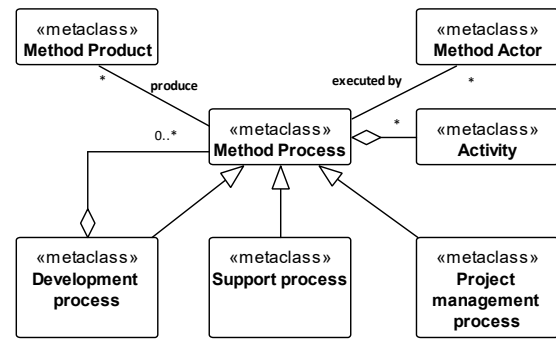 «metaclass»
Method Product
«metaclass»
Method Actor
*
produce
executed by
*
0..*
«metaclass»
Method Process
*
«metaclass»
Activity
«metaclass»
Development
process
«metaclass»
Support process
«metaclass»
Project
management
process